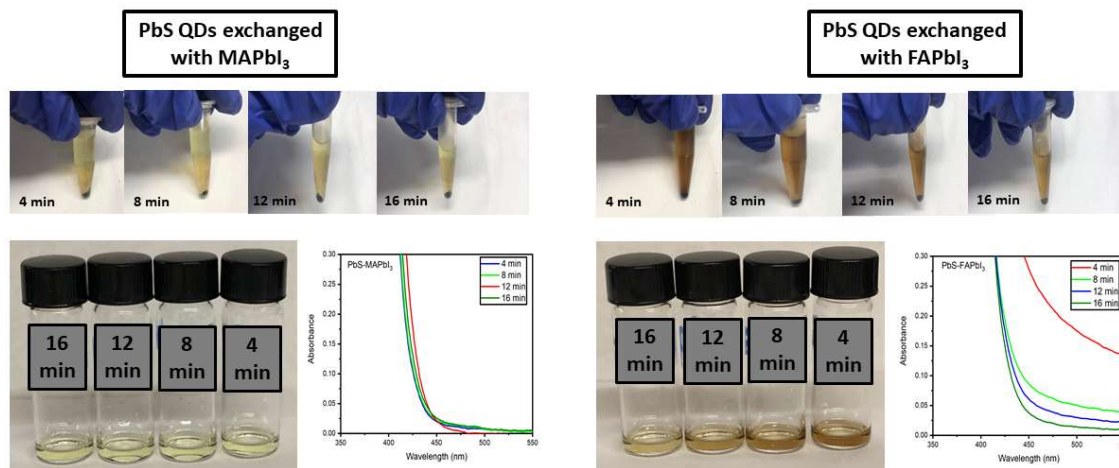 PbS QDs exchanged
with MAPbI₃
PbS QDs exchanged
with FAPbI₃
4 min
8 min
12 min
16 min
4 min
8 min
12 min
16 min
16
min
12
min
8
min
4
min
PbS-MAPbI₃
4 min
8 min
12 min
16 min
Absorbance
0.30
0.25
0.20
0.15
0.10
0.05
0.00
350
400
450
500
550
Wavelength (nm)
16
min
12
min
8
min
4
min
PbS-FAPbI₃
4 min
8 min
12 min
16 min
Absorbance
0.30
0.25
0.20
0.15
0.10
0.05
0.00
350
400
450
500
Wavelength (nm)